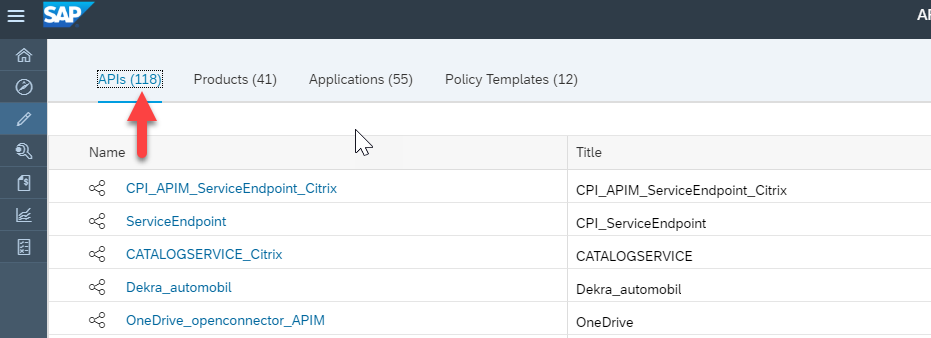 SAP
AP
APIs (118) Products (41) Applications (55) Policy Templates (12)
Name Title
CPI_APIM_ServiceEndpoint_Citrix CPI_APIM_ServiceEndpoint_Citrix
ServiceEndpoint CPI_ServiceEndpoint
CATALOGSERVICE_Citrix CATALOGSERVICE
Dekra_automobil Dekra_automobil
OneDrive_openconnector_APIM OneDrive